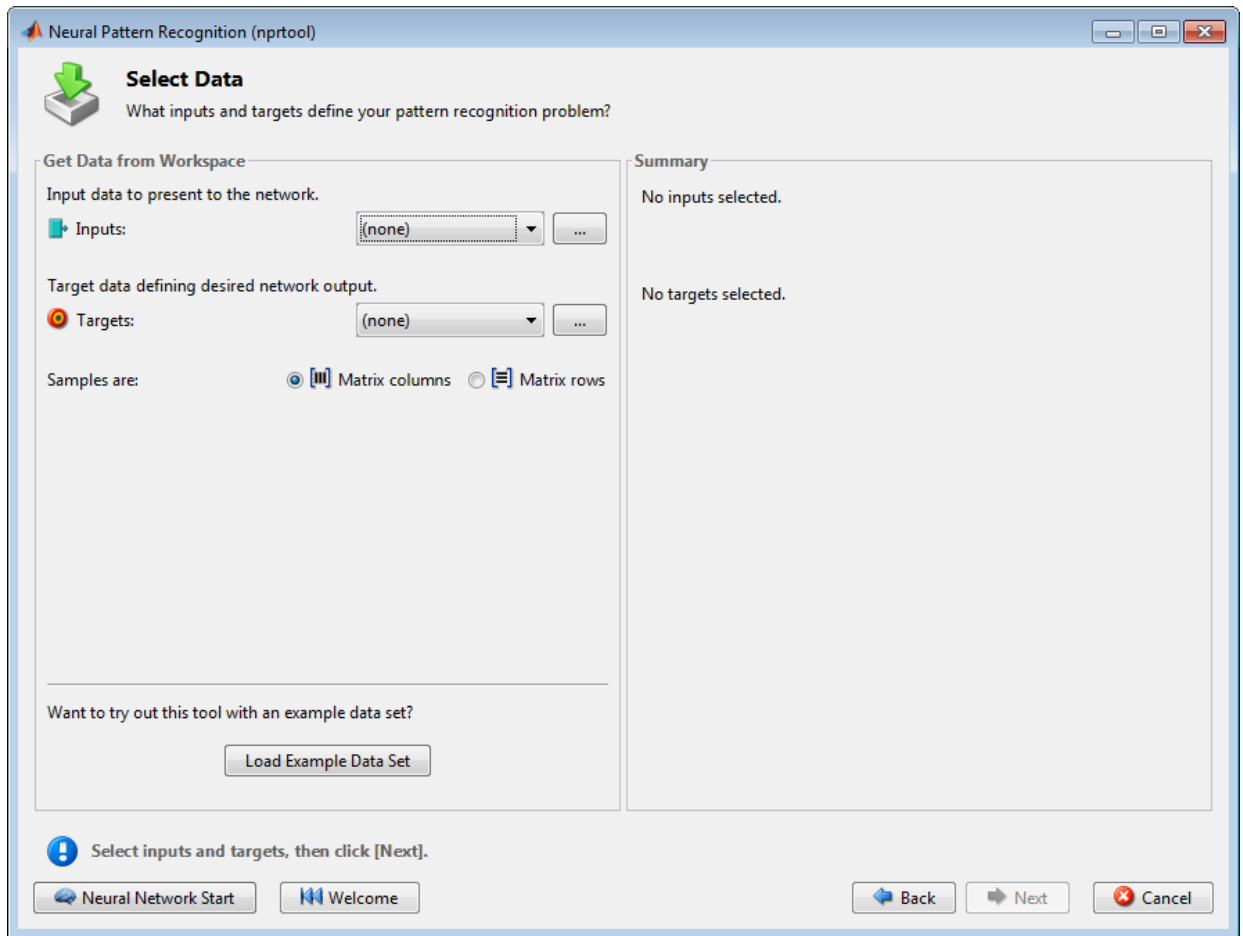 Neural Pattern Recognition (nprtool)
Select Data
What inputs and targets define your pattern recognition problem?
Get Data from Workspace
Input data to present to the network.
Inputs:
(none)
...
Target data defining desired network output.
Targets:
(none)
...
Samples are:
Matrix columns
Matrix rows
Want to try out this tool with an example data set?
Load Example Data Set
Summary
No inputs selected.
No targets selected.
Select inputs and targets, then click [Next].
Neural Network Start
Welcome
Back
Next
Cancel